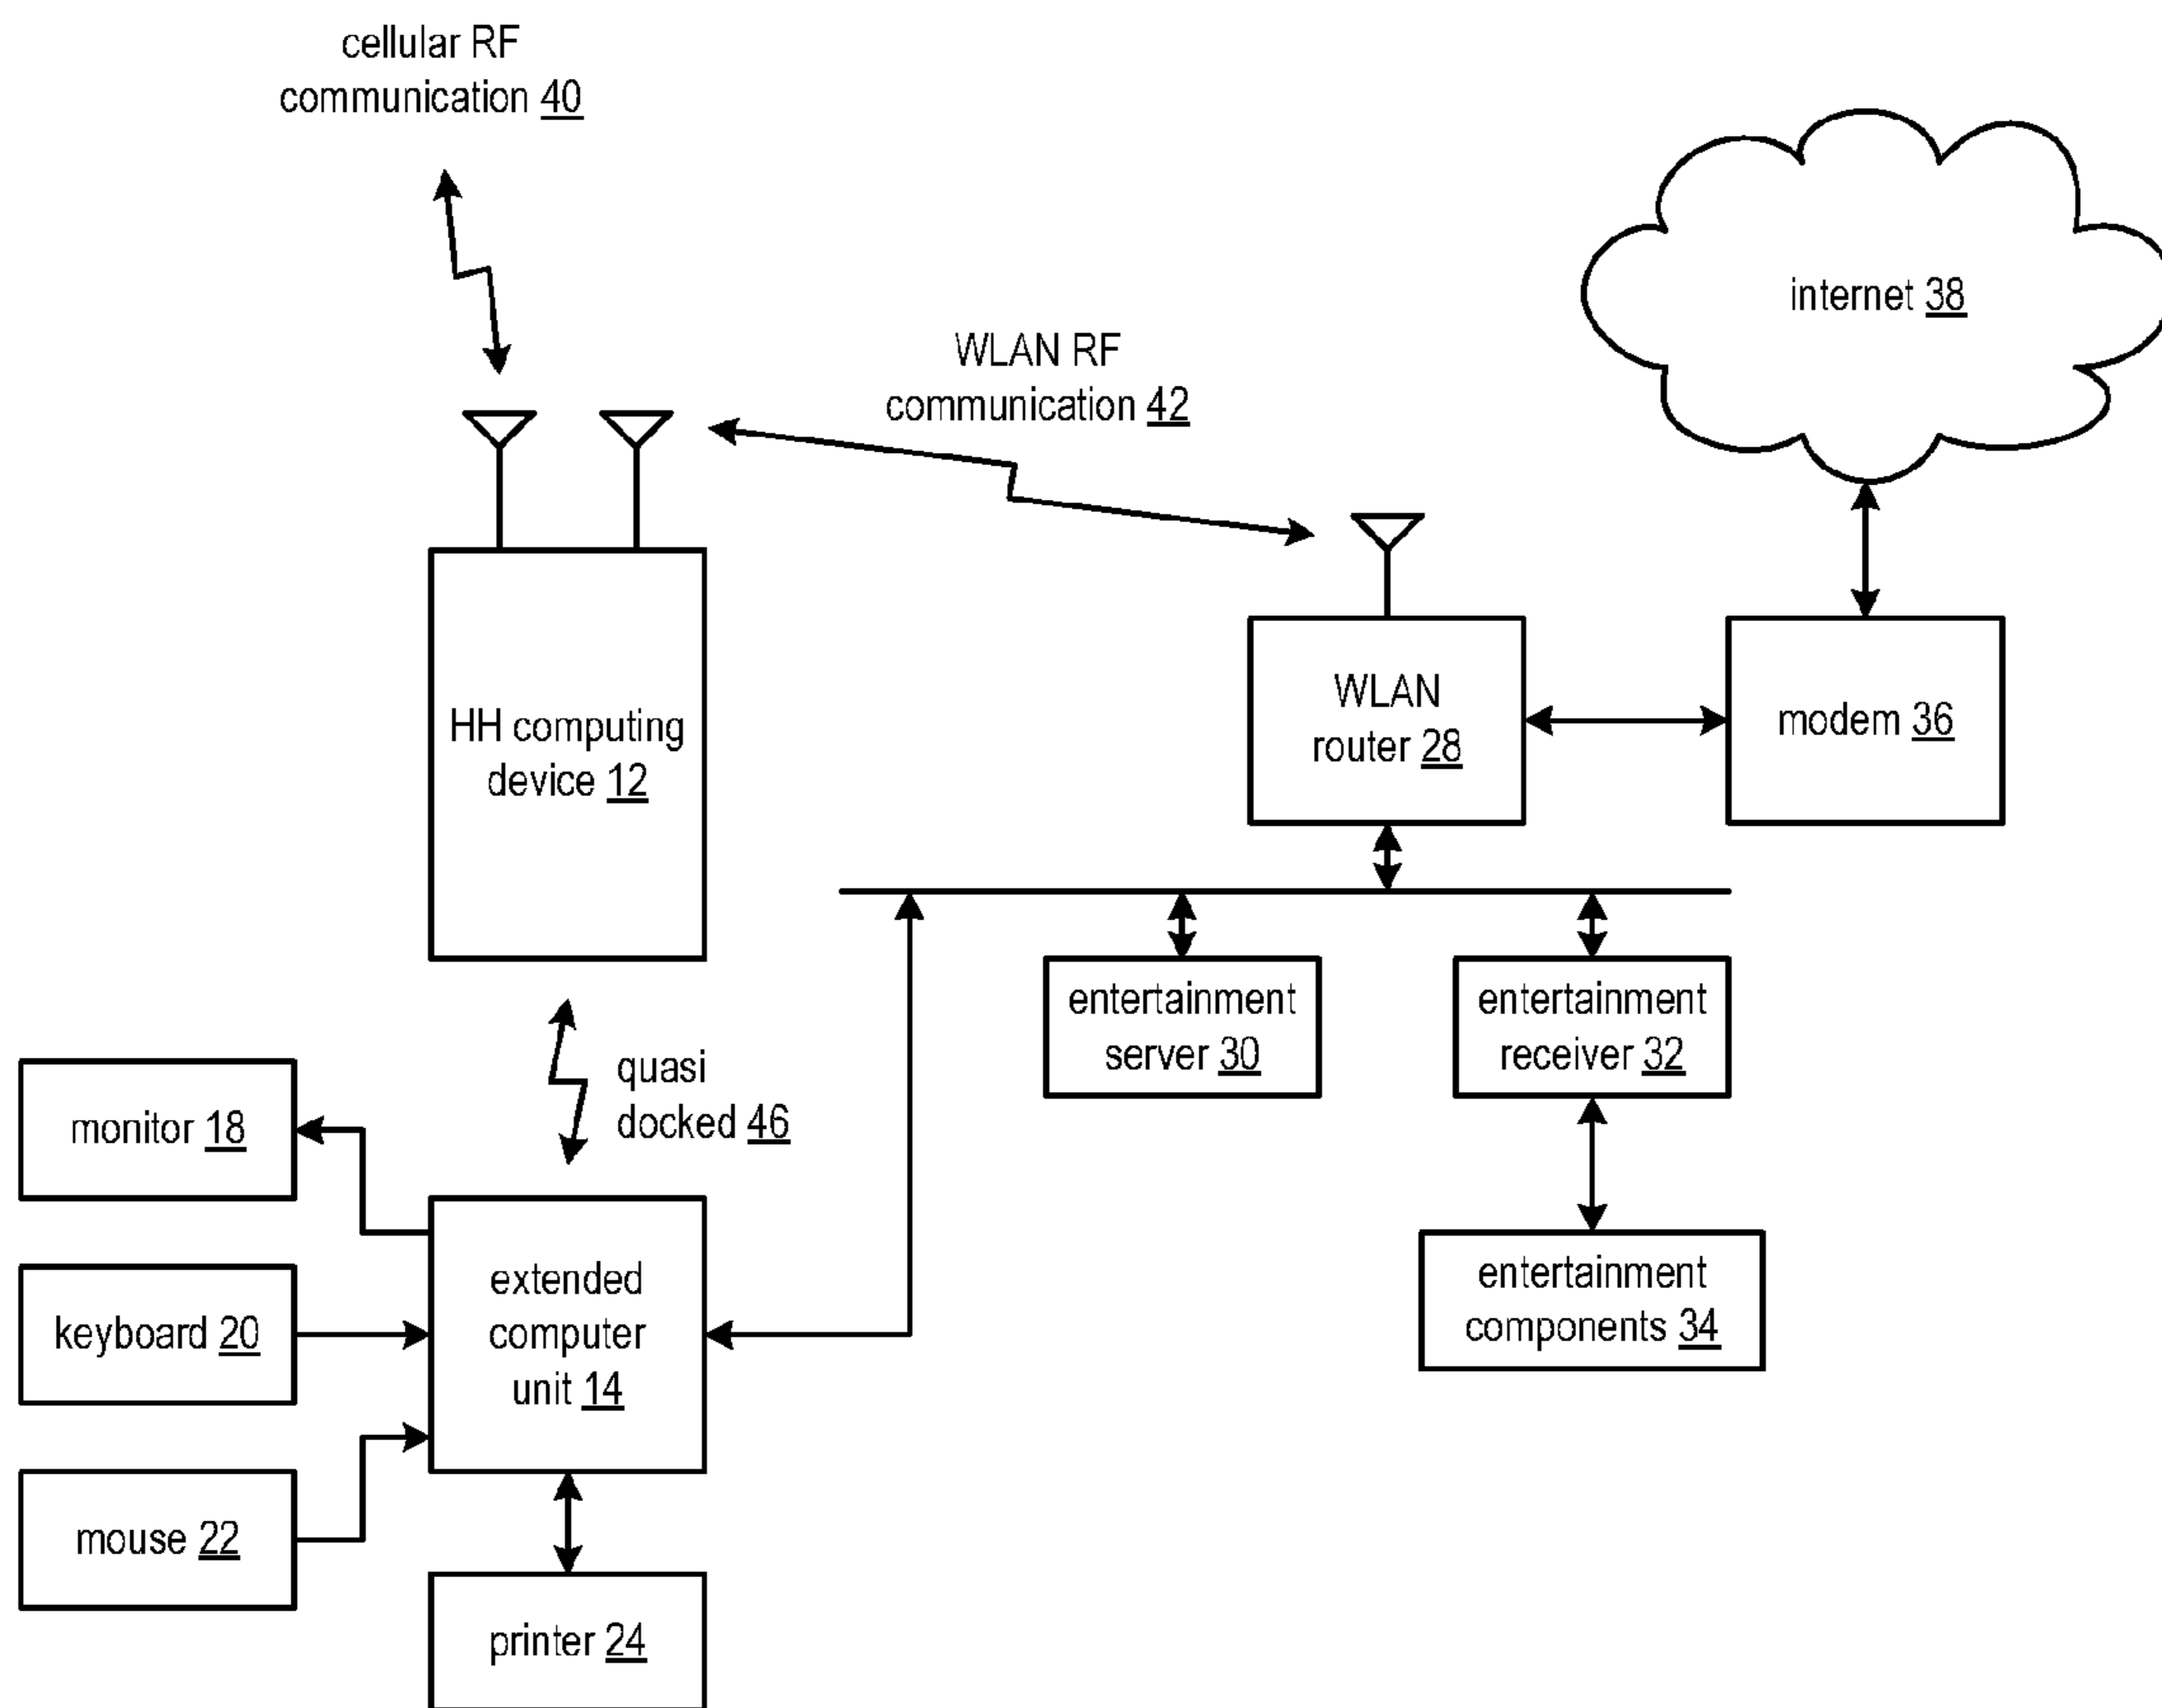 cellular RF
communication 40
internet 38
WLAN RF
communication 42
HH computing
device 12
WLAN
router 28
modem 36
entertainment
server 30
entertainment
receiver 32
quasi
docked 46
monitor 18
extended
computer
unit 14
keyboard 20
entertainment
components 34
mouse 22
printer 24